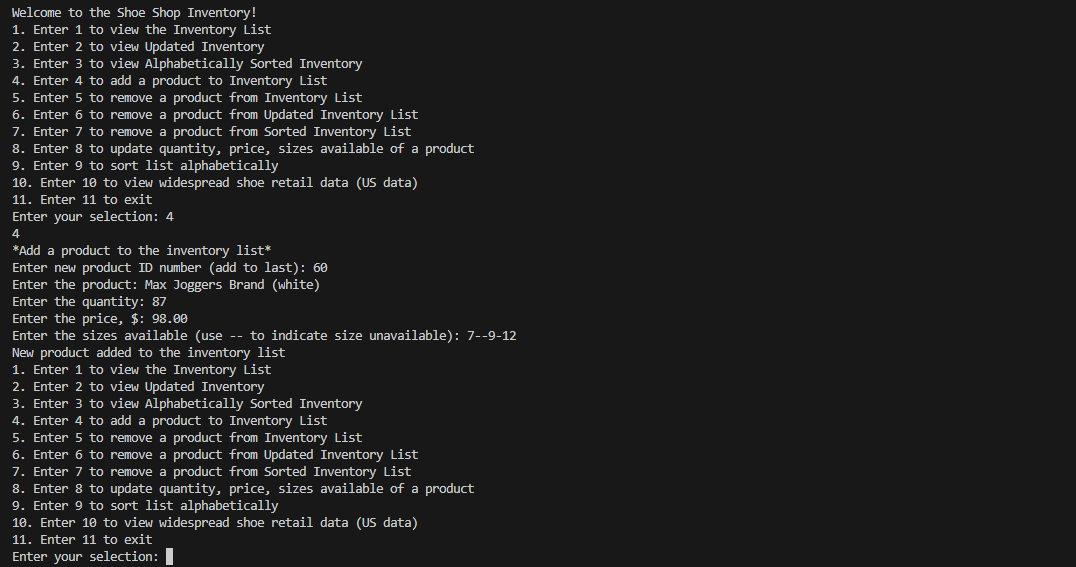 Welcome to the Shoe Shop Inventory!
1. Enter 1 to view the Inventory List
2. Enter 2 to view Updated Inventory
3. Enter 3 to view Alphabetically Sorted Inventory
4. Enter 4 to add a product to Inventory List
5. Enter 5 to remove a product from Inventory List
6. Enter 6 to remove a product from Updated Inventory List
7. Enter 7 to remove a product from Sorted Inventory List
8. Enter 8 to update quantity, price, sizes available of a product
9. Enter 9 to sort list alphabetically
10. Enter 10 to view widespread shoe retail data (US data)
11. Enter 11 to exit
Enter your selection: 4
4
*Add a product to the inventory list*
Enter new product ID number (add to last): 60
Enter the product: Max Joggers Brand (white)
Enter the quantity: 87
Enter the price, $: 98.00
Enter the sizes available (use -- to indicate size unavailable): 7--9-12
New product added to the inventory list
1. Enter 1 to view the Inventory List
2. Enter 2 to view Updated Inventory
3. Enter 3 to view Alphabetically Sorted Inventory
4. Enter 4 to add a product to Inventory List
5. Enter 5 to remove a product from Inventory List
6. Enter 6 to remove a product from Updated Inventory List
7. Enter 7 to remove a product from Sorted Inventory List
8. Enter 8 to update quantity, price, sizes available of a product
9. Enter 9 to sort list alphabetically
10. Enter 10 to view widespread shoe retail data (US data)
11. Enter 11 to exit
Enter your selection: